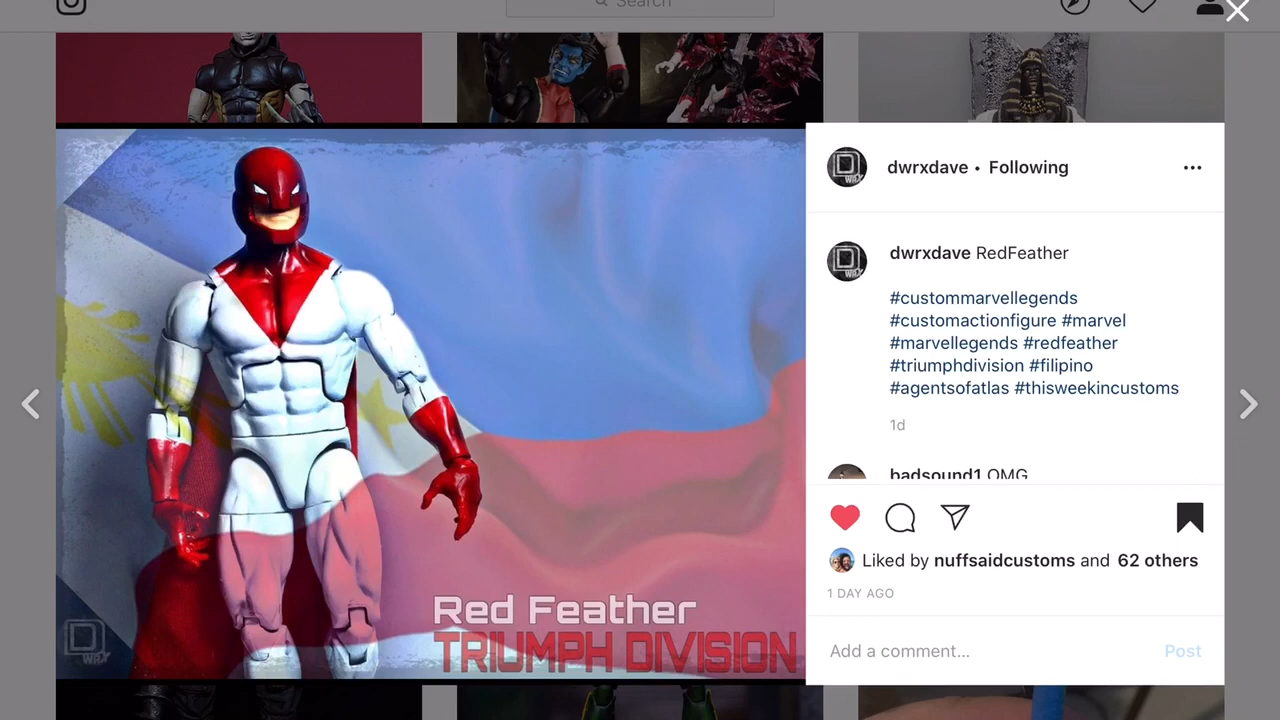 Search
dwrxdave • Following
dwrxdave RedFeather
#custommarvellegends
#customactionfigure #marvel
#marvellegends #redfeather
#triumphdivision #filipino
#agentsofatlas #thisweekincustoms
1d
badsound1 OMG
Liked by nuffsaidcustoms and 62 others
1 DAY AGO
Add a comment... Post
Red Feather
TRIUMPH DIVISION
D
WRX